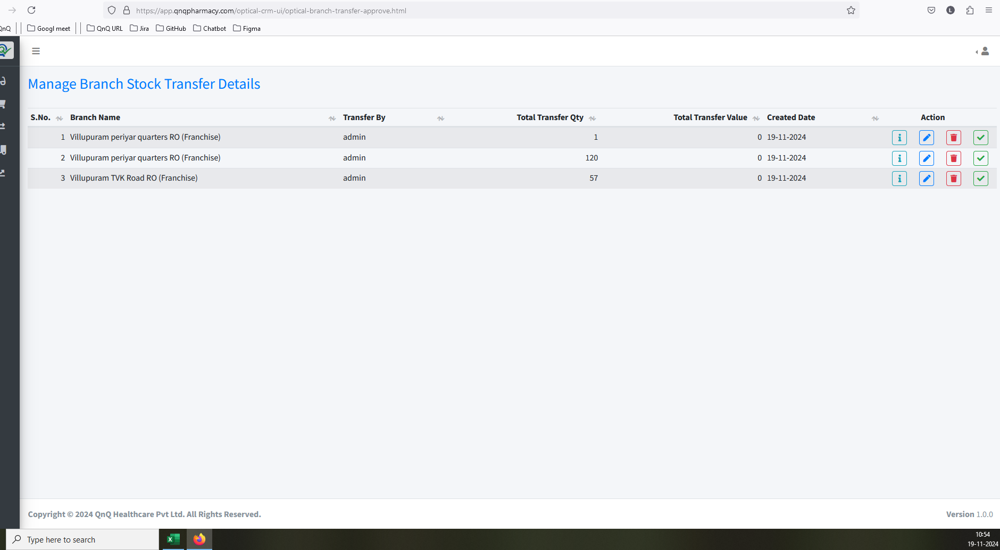 https://app.qnqpharmacy.com/optical-crm-ui/optical-branch-transfer-approve.html
L
QnQ Googl meet QnQ URL Jira GitHub Chatbot Figma
Manage Branch Stock Transfer Details
S.No. Branch Name Transfer By Total Transfer Qty Total Transfer Value Created Date Action
1 Villupuram periyar quarters RO (Franchise) admin 1 0 19-11-2024
2 Villupuram periyar quarters RO (Franchise) admin 120 0 19-11-2024
3 Villupuram TVK Road RO (Franchise) admin 57 0 19-11-2024
Copyright © 2024 QnQ Healthcare Pvt Ltd. All Rights Reserved. Version 1.0.0
Type here to search
10:54
19-11-2024